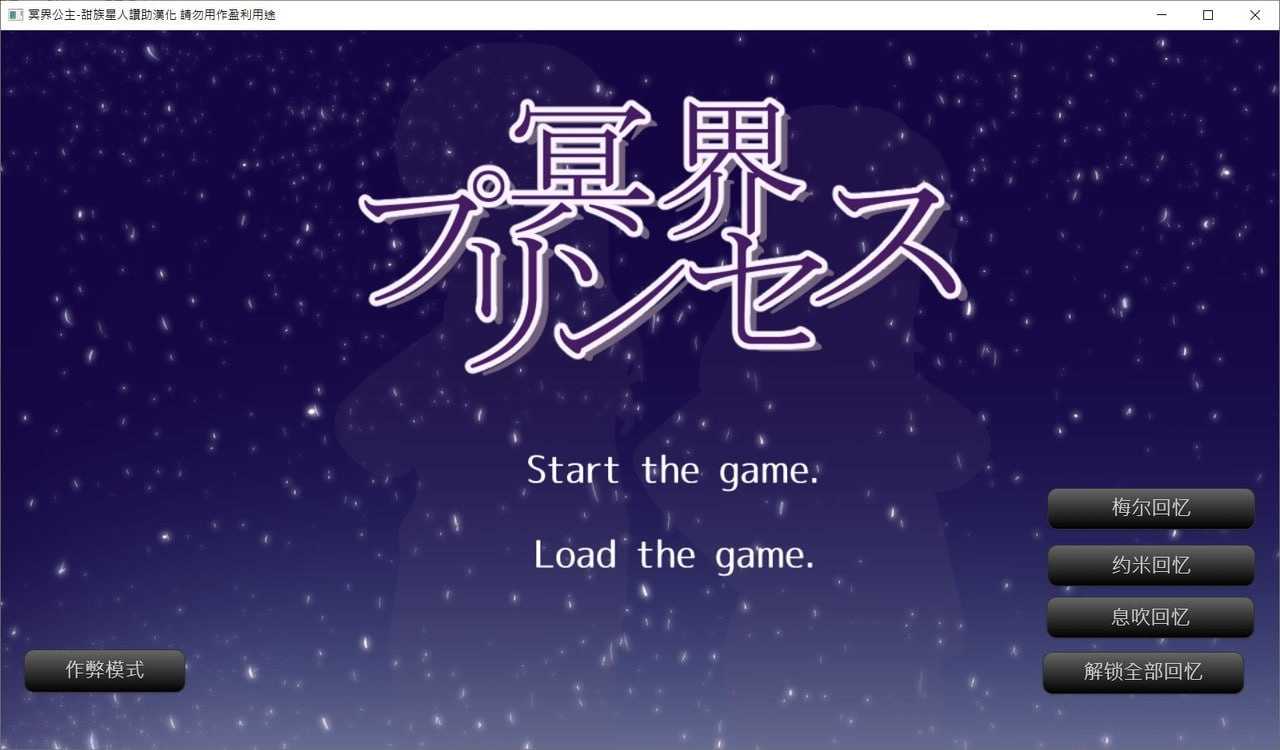 冥界公主-甜族星人讚助漢化 請勿用作盈利用途
冥界
プリンセス
Start the game.
Load the game.
梅尔回忆
约米回忆
息吹回忆
解锁全部回忆
作弊模式